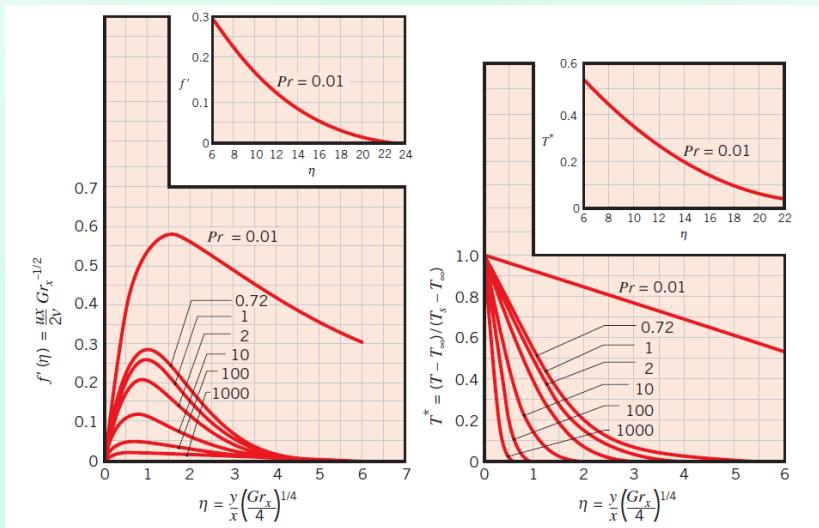 0.3
0.2
f'
Pr = 0.01
0.1
0
6 8 10 12 14 16 18 20 22 24
η
0.7
0.6
Pr = 0.01
0.5
0.4
0.72
1
0.3
2
10
0.2
100
1000
0.1
0
0 1 2 3 4 5 6 7
f' (η) = ux/2ν Gr_x^−1/2
η = y/x (Gr_x/4)^1/4
0.6
0.4
T*
Pr = 0.01
0.2
0
6 8 10 12 14 16 18 20 22
η
1.0
Pr = 0.01
0.8
0.72
0.6
1
2
0.4
10
100
0.2
1000
0
0 1 2 3 4 5 6
T* = (T − T∞)/(T_s − T∞)
η = y/x (Gr_x/4)^1/4